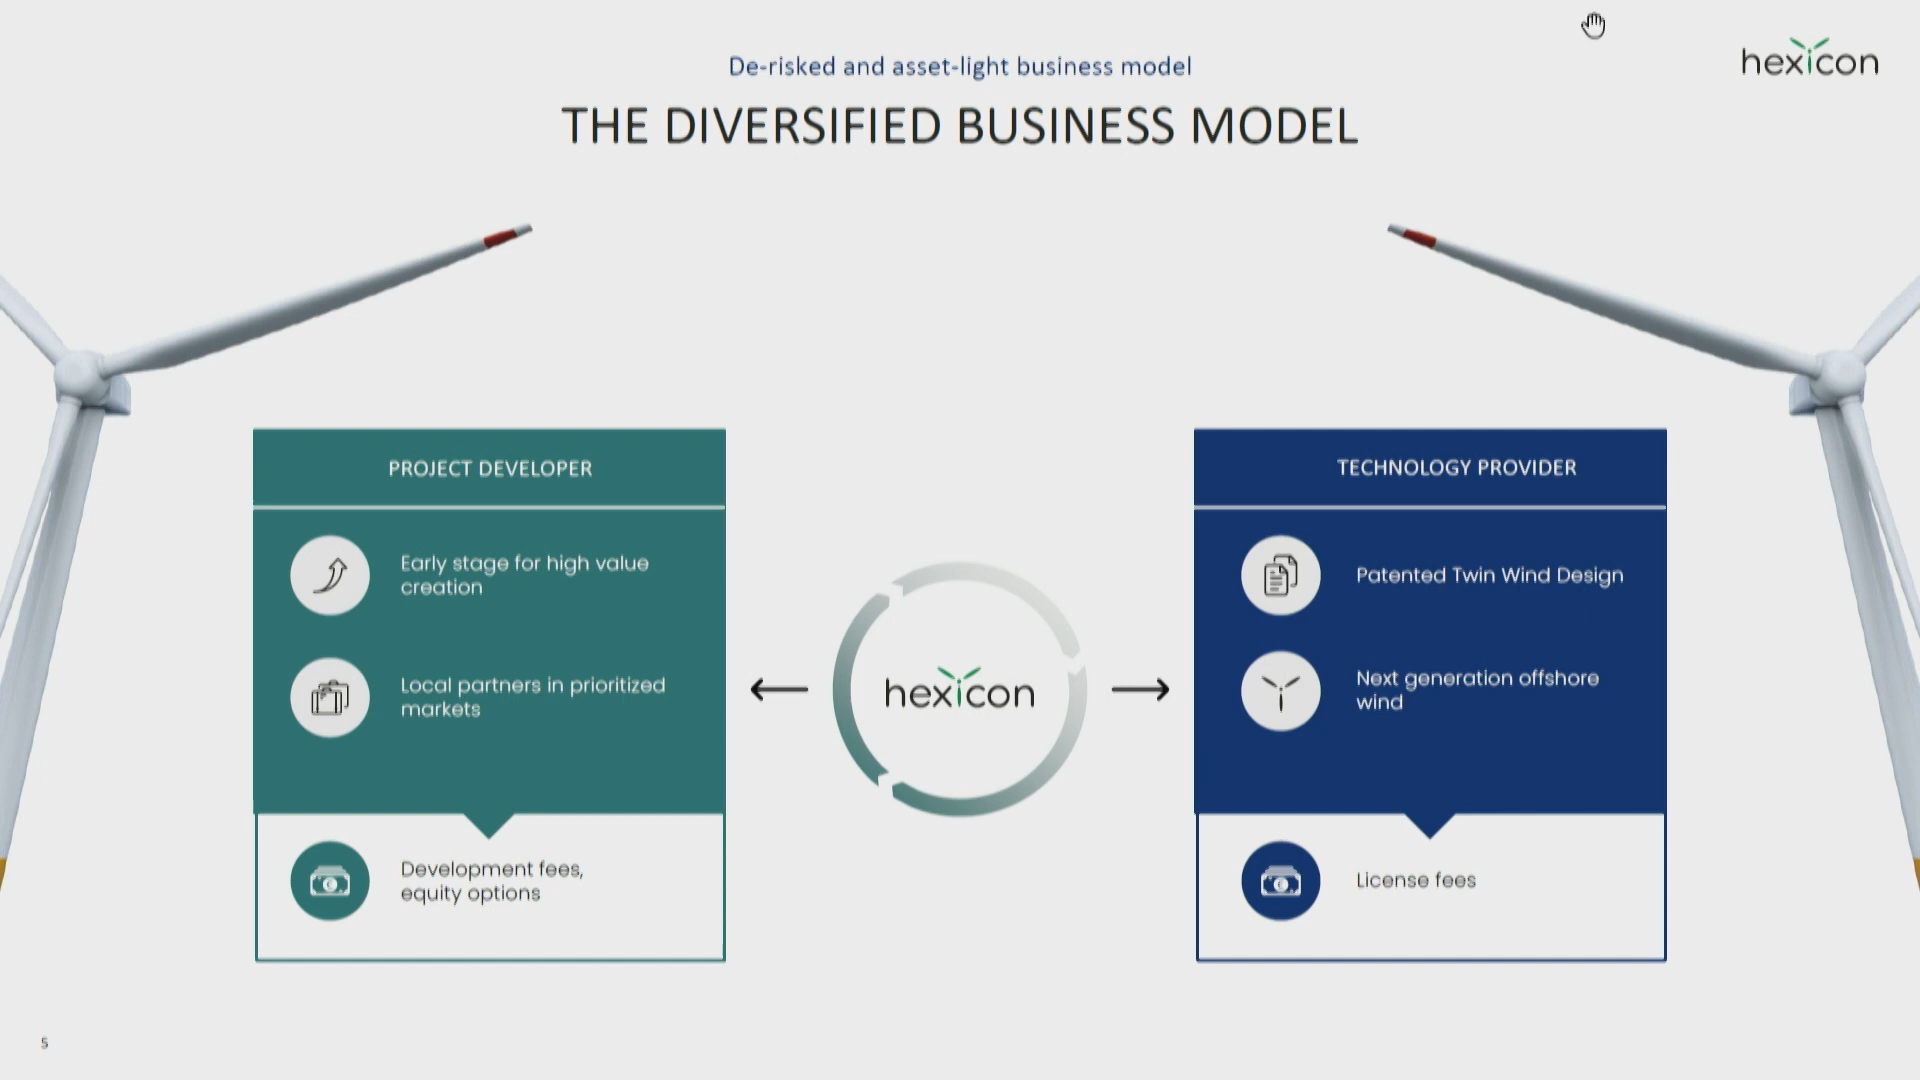 De-risked and asset-light business model
hexicon
THE DIVERSIFIED BUSINESS MODEL
PROJECT DEVELOPER
Early stage for high value
creation
Local partners in prioritized
markets
Development fees,
equity options
hexicon
TECHNOLOGY PROVIDER
Patented Twin Wind Design
Next generation offshore
wind
License fees
5